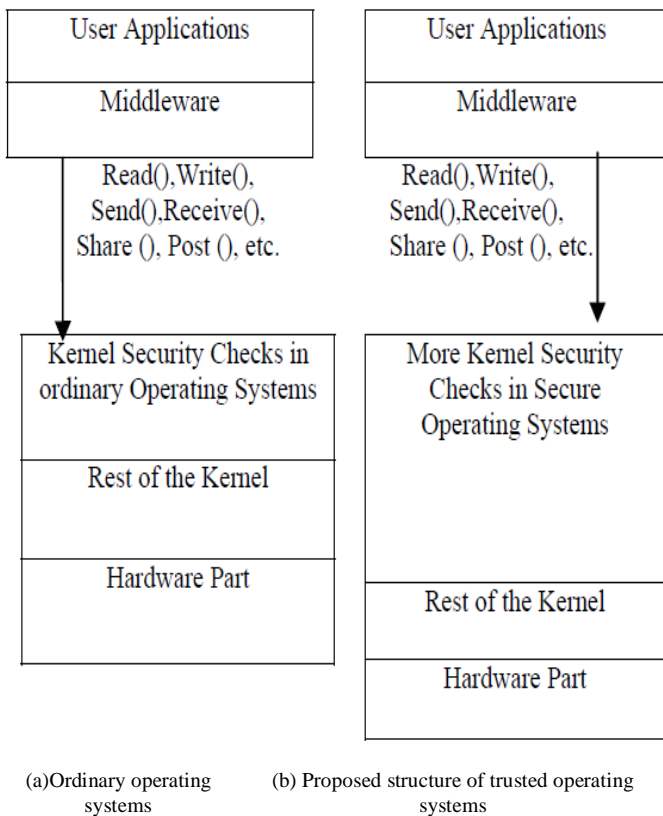 User Applications
Middleware
Read(),Write(),
Send(),Receive(),
Share (), Post (), etc.
Kernel Security Checks in
ordinary Operating Systems
Rest of the Kernel
Hardware Part
(a)Ordinary operating
systems
User Applications
Middleware
Read(),Write(),
Send(),Receive(),
Share (), Post (), etc.
More Kernel Security
Checks in Secure
Operating Systems
Rest of the Kernel
Hardware Part
(b) Proposed structure of trusted operating
systems